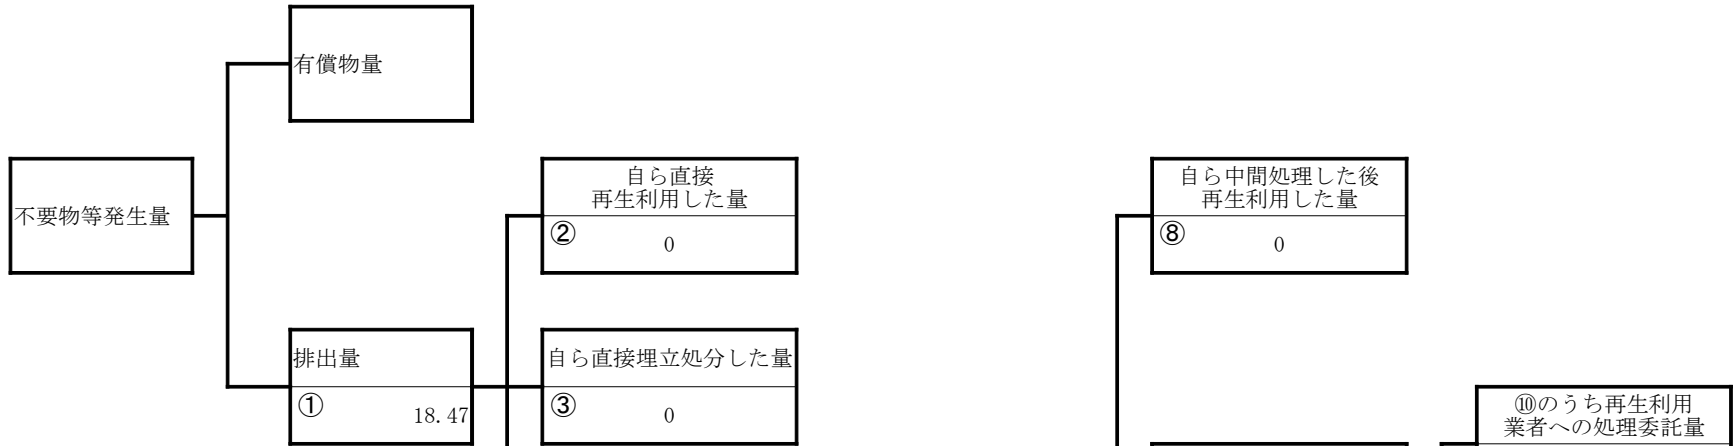 有償物量
不要物等発生量
自ら直接
再生利用した量
② 0
自ら中間処理した後
再生利用した量
⑧ 0
排出量
① 18.47
自ら直接埋立処分した量
③ 0
⑩のうち再生利用
業者への処理委託量